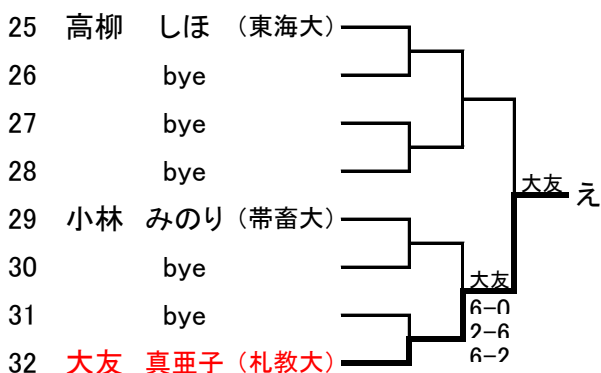 25 高柳 しほ (東海大)
26 bye
27 bye
28 bye
大友 え
29 小林 みのり (帯畜大)
30 bye
大友
6-0
31 bye
2-6
6-2
32 大友 真亜子 (札教大)